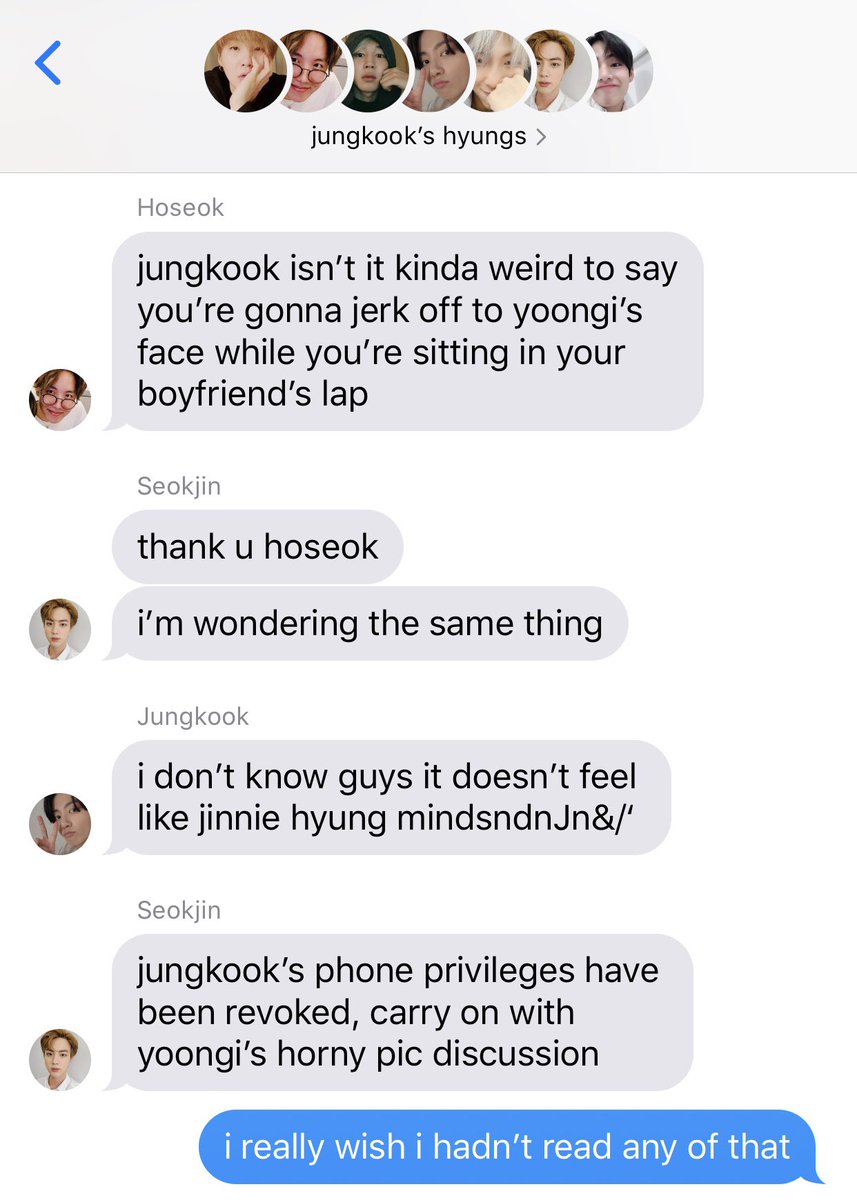 jungkook’s hyungs
Hoseok
jungkook isn’t it kinda weird to say
you’re gonna jerk off to yoongi’s
face while you’re sitting in your
boyfriend’s lap
Seokjin
thank u hoseok
i’m wondering the same thing
Jungkook
i don’t know guys it doesn’t feel
like jinnie hyung mindsndnJn&/‘
Seokjin
jungkook’s phone privileges have
been revoked, carry on with
yoongi’s horny pic discussion
i really wish i hadn’t read any of that